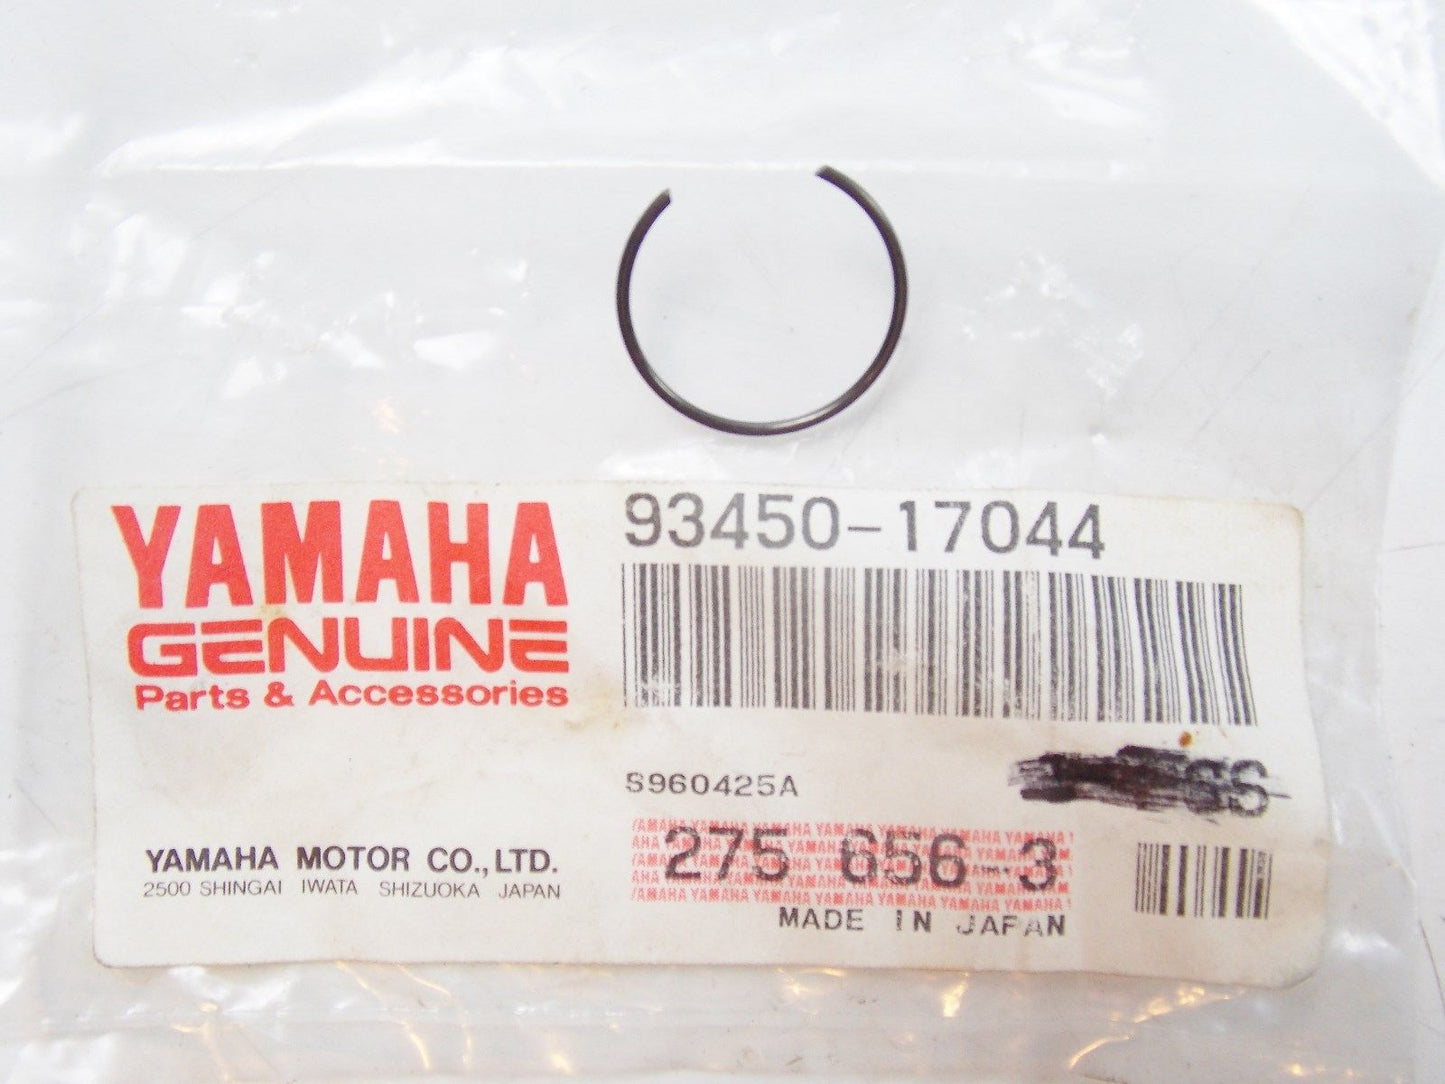 YAMAHA
GENUINE
Parts & Accessories
YAMAHA MOTOR CO.,LTD.
2500 SHINGAI IWATA SHIZUOKA JAPAN
93450-17044
S960425A
SS
275 656-3
MADE IN JAPAN